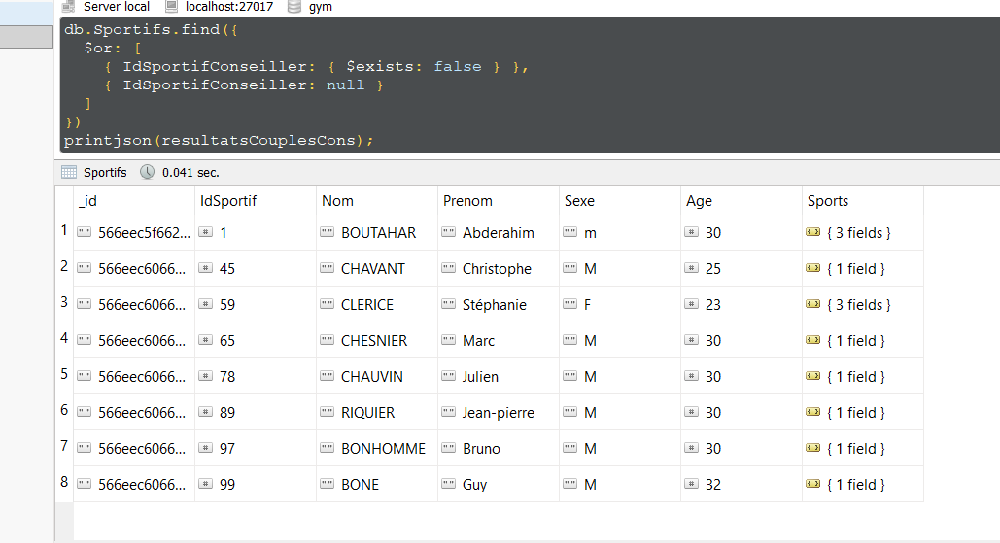 Server local localhost:27017 gym
db.Sportifs.find({
$or: [
{ IdSportifConseiller: { $exists: false } },
{ IdSportifConseiller: null }
]
})
printjson(resultatsCouplesCons);
Sportifs 0.041 sec.
_id IdSportif Nom Prenom Sexe Age Sports
1 "" 566eec5f662... # 1 "" BOUTAHAR "" Abderahim "" m # 30 { 3 fields }
2 "" 566eec6066... # 45 "" CHAVANT "" Christophe "" M # 25 { 1 field }
3 "" 566eec6066... # 59 "" CLERICE "" Stéphanie "" F # 23 { 3 fields }
4 "" 566eec6066... # 65 "" CHESNIER "" Marc "" M # 30 { 1 field }
5 "" 566eec6066... # 78 "" CHAUVIN "" Julien "" M # 30 { 1 field }
6 "" 566eec6066... # 89 "" RIQUIER "" Jean-pierre "" M # 30 { 1 field }
7 "" 566eec6066... # 97 "" BONHOMME "" Bruno "" M # 30 { 1 field }
8 "" 566eec6066... # 99 "" BONE "" Guy "" M # 32 { 1 field }